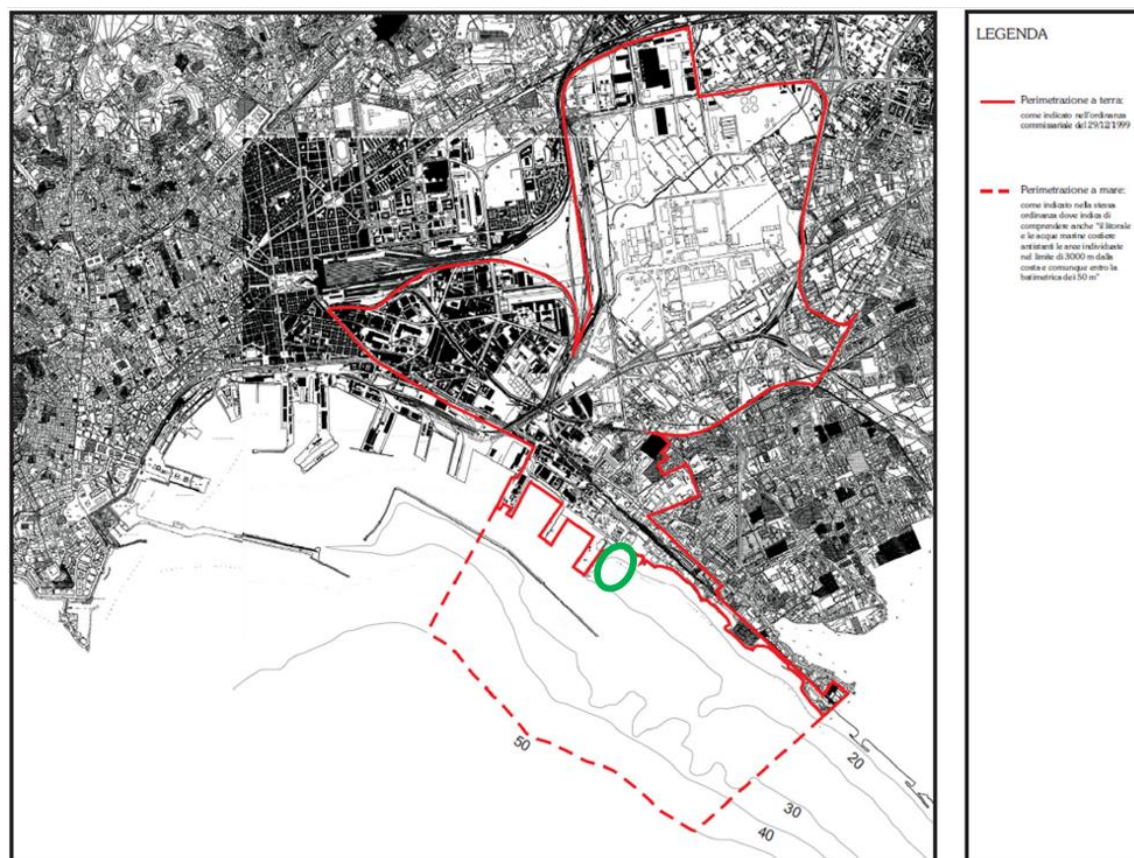 LEGENDA
Perimetrazione a terra:
come indicato nell'ordinanza
commissariale del 29/12/1999
Perimetrazione a mare:
come indicato nella stessa
ordinanza dove indica di
comprendere anche "il litorale
e le acque marine costiere
antistanti le aree individuate
nel limite di 3000 m dalla
costa e comunque entro la
batimetrica dei 50 m"
50
20
30
40